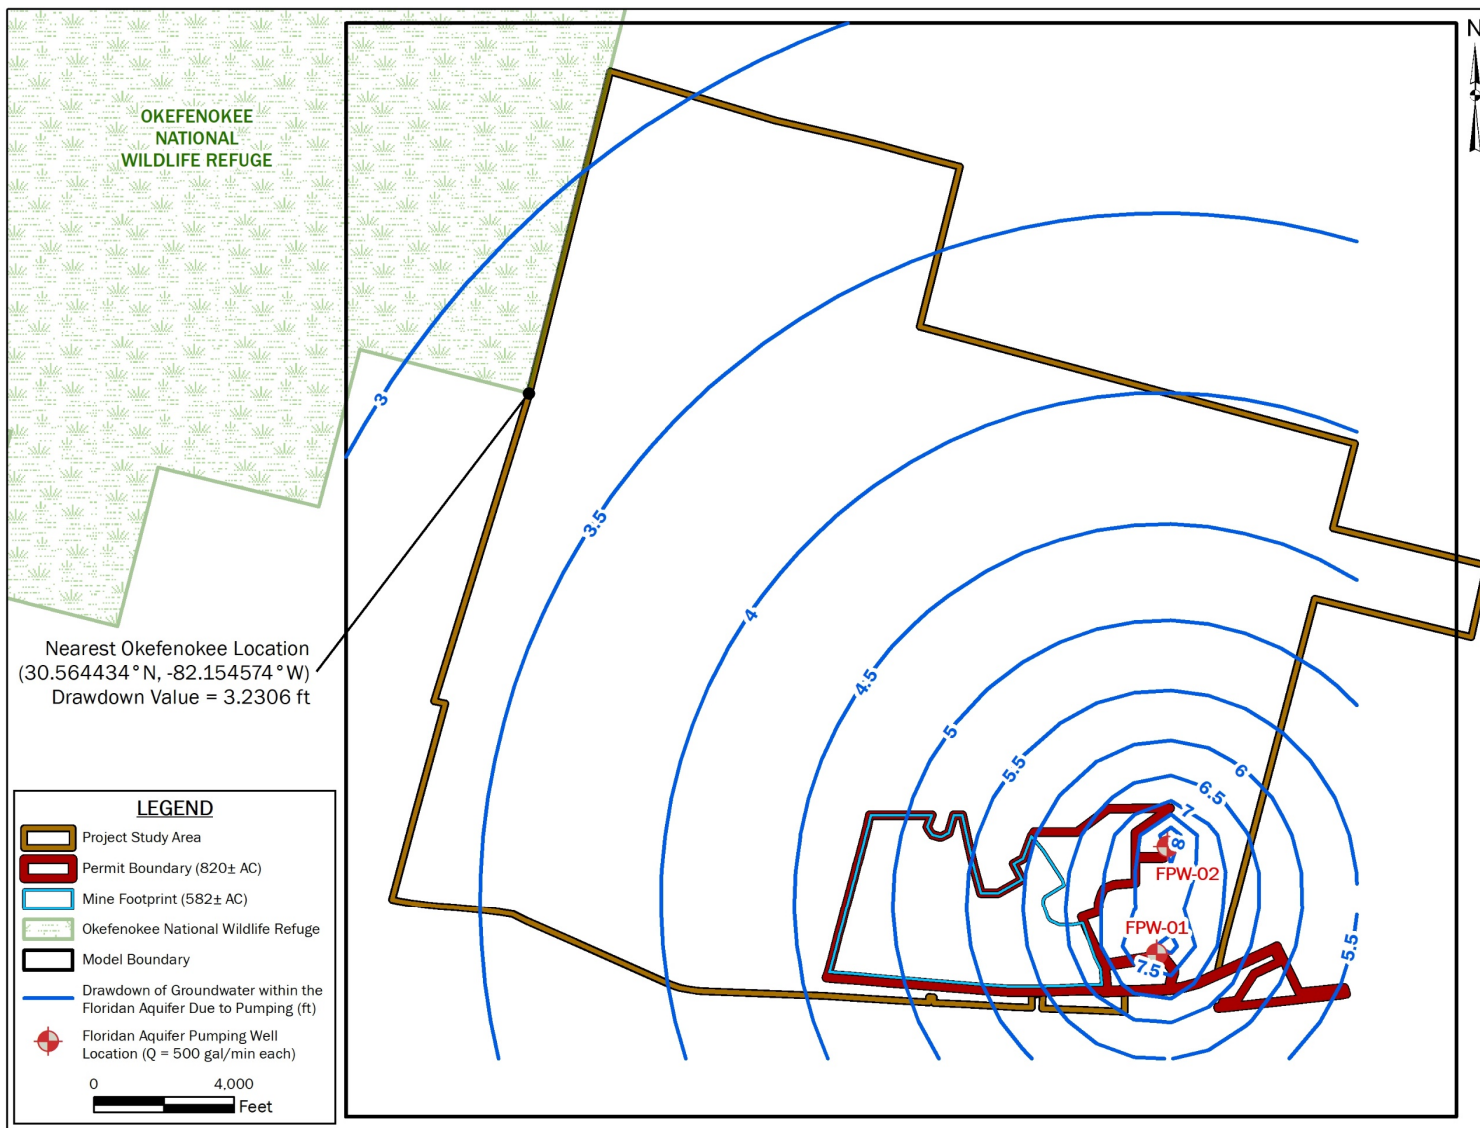 N
OKEFENOKEE
NATIONAL
WILDLIFE REFUGE
3
3.5
4
4.5
5
5.5
6
6.5
7
8
FPW-02
FPW-01
7.5
5.5
Nearest Okefenokee Location
(30.564434°N, -82.154574°W)
Drawdown Value = 3.2306 ft
LEGEND
Project Study Area
Permit Boundary (820± AC)
Mine Footprint (582± AC)
Okefenokee National Wildlife Refuge
Model Boundary
Drawdown of Groundwater within the
Floridan Aquifer Due to Pumping (ft)
Floridan Aquifer Pumping Well
Location (Q = 500 gal/min each)
0 4,000
Feet